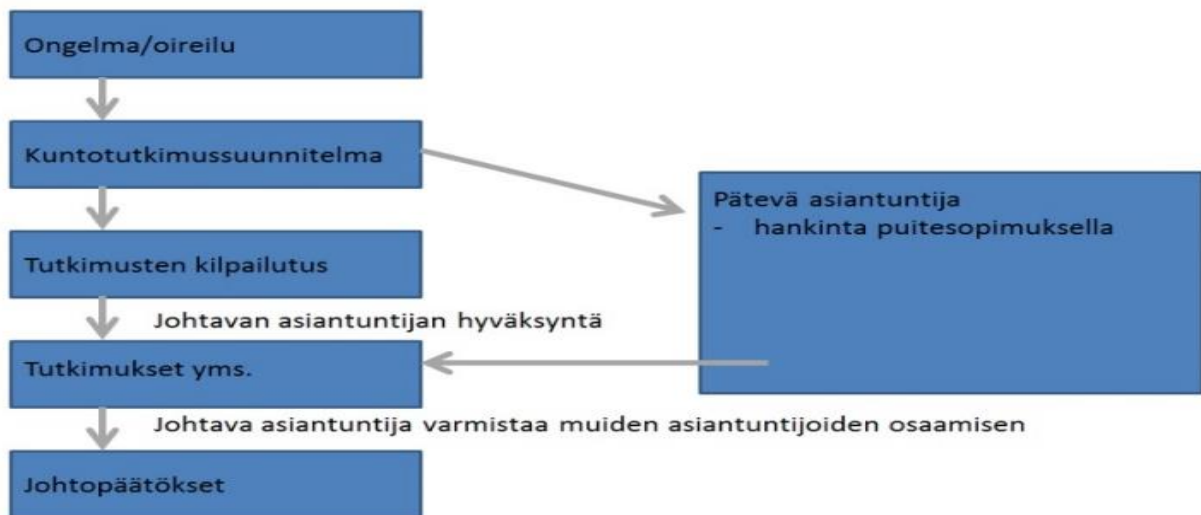 Ongelma/oireilu
Kuntotutkimussuunnitelma
Pätevä asiantuntija
- hankinta puitesopimuksella
Tutkimusten kilpailutus
Johtavan asiantuntijan hyväksyntä
Tutkimukset yms.
Johtava asiantuntija varmistaa muiden asiantuntijoiden osaamisen
Johtopäätökset